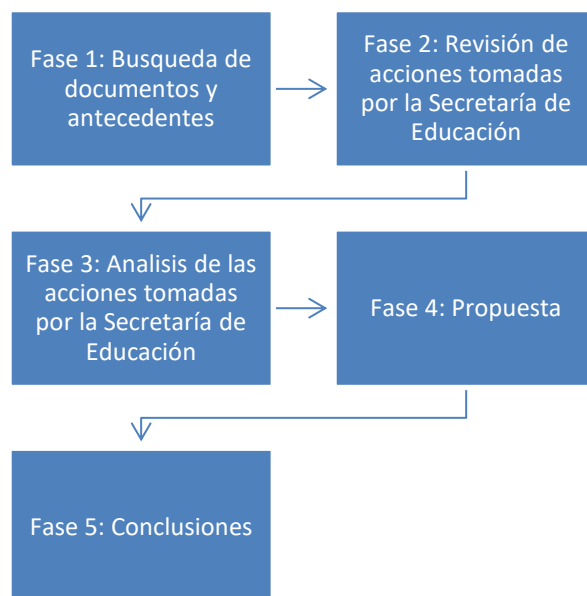 Fase 1: Busqueda de
documentos y
antecedentes
Fase 2: Revisión de
acciones tomadas
por la Secretaría de
Educación
Fase 3: Analisis de las
acciones tomadas
por la Secretaría de
Educación
Fase 4: Propuesta
Fase 5: Conclusiones